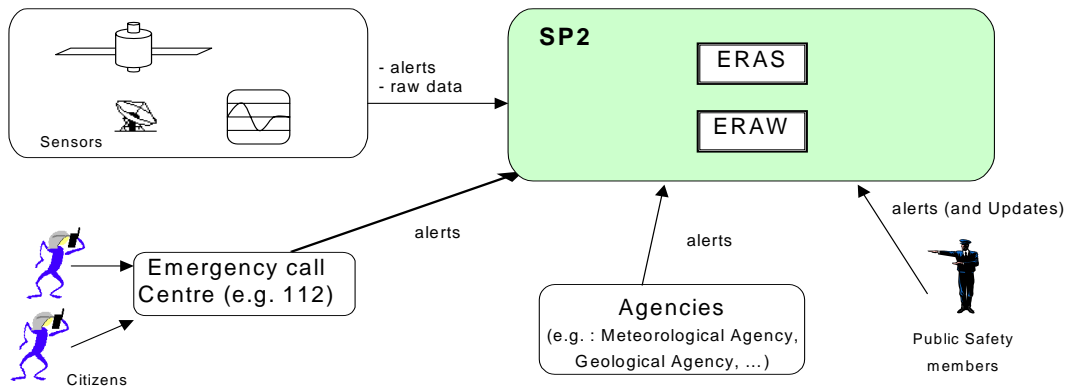 SP2
ERAS
- alerts
- raw data
ERAW
Sensors
alerts (and Updates)
alerts
alerts
Emergency call
Centre (e.g. 112)
Agencies
(e.g. : Meteorological Agency,
Geological Agency, ...)
Public Safety
members
Citizens